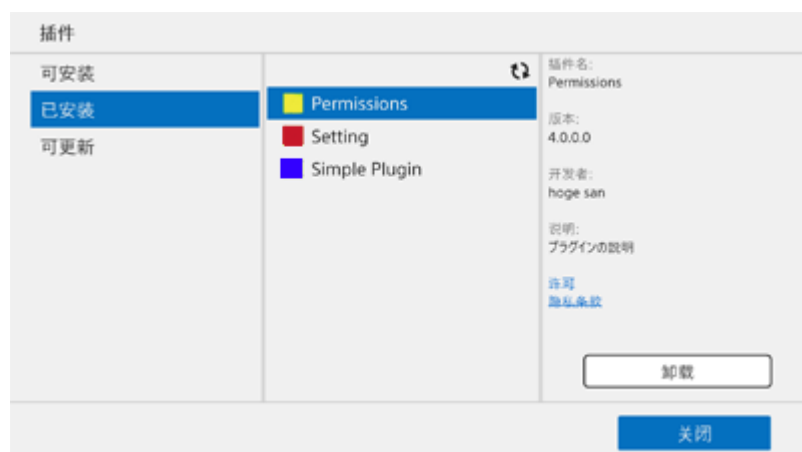 插件
可安装
已安装
可更新
Permissions
Setting
Simple Plugin
插件名:
Permissions
版本:
4.0.0.0
开发者:
hoge san
说明:
プラグインの説明
许可
隐私条款
卸载
关闭